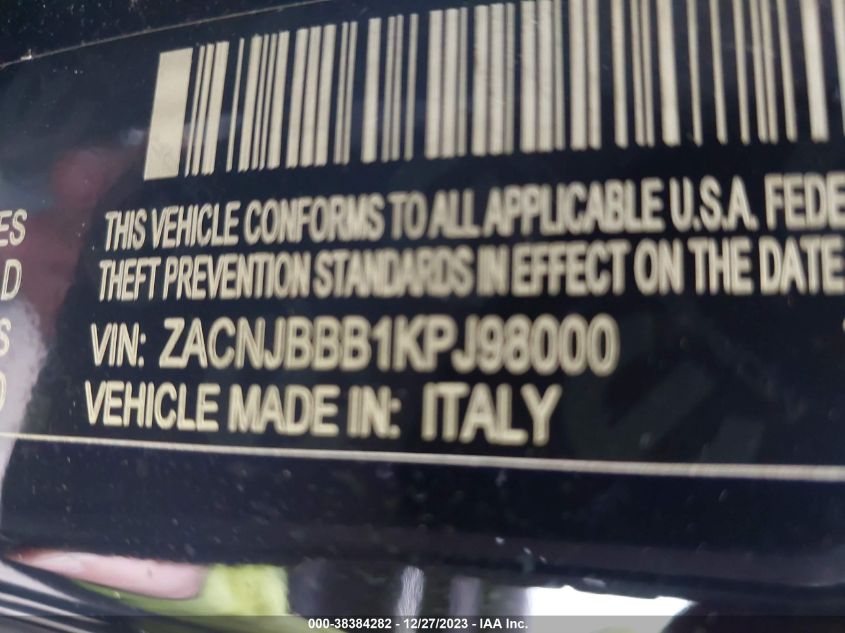 THIS VEHICLE CONFORMS TO ALL APPLICABLE U.S.A. FEDE
ES
THEFT PREVENTION STANDARDS IN EFFECT ON THE DATE
D
VIN: ZACNJBBB1KPJ98000
S
VEHICLE MADE IN: ITALY
D
000-38384282 - 12/27/2023 - IAA Inc.